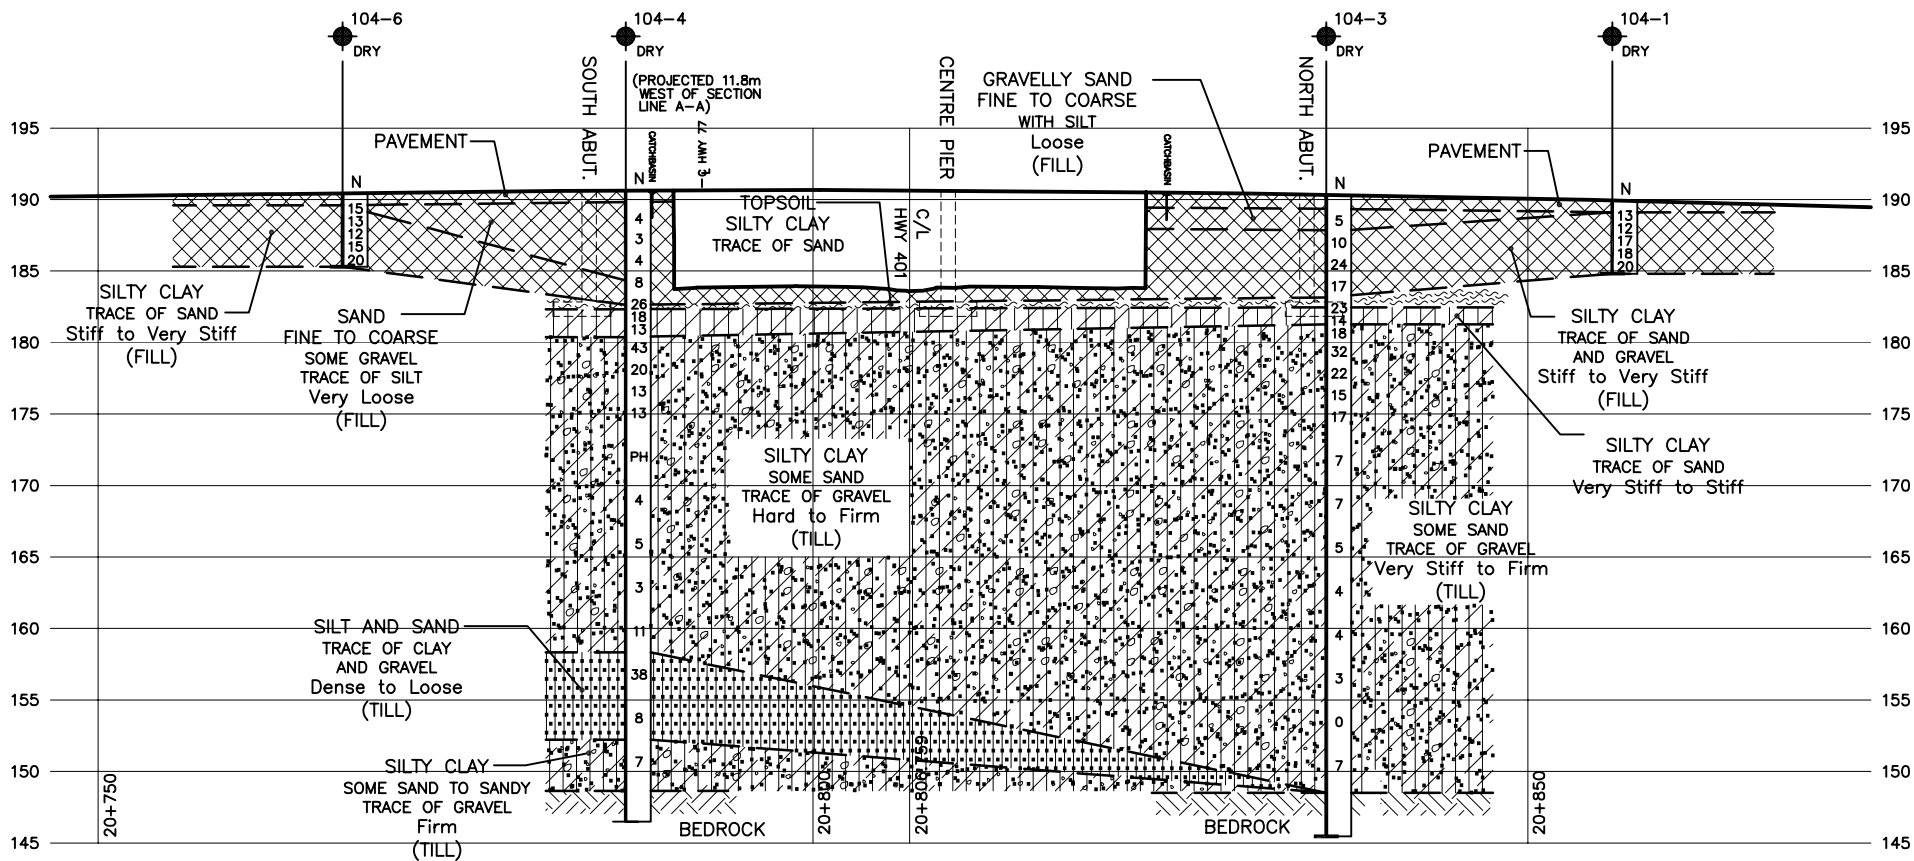 104-6
DRY
104-4
DRY
104-3
DRY
104-1
DRY
(PROJECTED 11.8m
WEST OF SECTION
LINE A-A)
SOUTH ABUT.
CATCHBASIN
HWY 77
CENTRE PIER
GRAVELLY SAND
FINE TO COARSE
WITH SILT
Loose
(FILL)
CATCHBASIN
NORTH ABUT.
195
195
PAVEMENT
PAVEMENT
190
190
TOPSOIL
SILTY CLAY
TRACE OF SAND
C/L
HWY 401
185
185
SILTY CLAY
TRACE OF SAND
Stiff to Very Stiff
(FILL)
SAND
FINE TO COARSE
SOME GRAVEL
TRACE OF SILT
Very Loose
(FILL)
SILTY CLAY
TRACE OF SAND
AND GRAVEL
Stiff to Very Stiff
(FILL)
180
180
175
175
SILTY CLAY
TRACE OF SAND
Very Stiff to Stiff
SILTY CLAY
SOME SAND
TRACE OF GRAVEL
Hard to Firm
(TILL)
170
170
SILTY CLAY
SOME SAND
TRACE OF GRAVEL
Very Stiff to Firm
(TILL)
165
165
160
160
SILT AND SAND
TRACE OF CLAY
AND GRAVEL
Dense to Loose
(TILL)
155
155
150
150
SILTY CLAY
SOME SAND TO SANDY
TRACE OF GRAVEL
Firm
(TILL)
145
145
BEDROCK
BEDROCK
20+750
20+800
20+806.759
20+850
N
15
13
12
15
20
N
4
3
4
8
26
18
13
43
20
13
13
PH
4
5
3
11
38
8
7
N
5
10
24
17
23
14
18
32
22
15
17
7
7
5
4
4
3
0
7
N
13
12
17
18
20